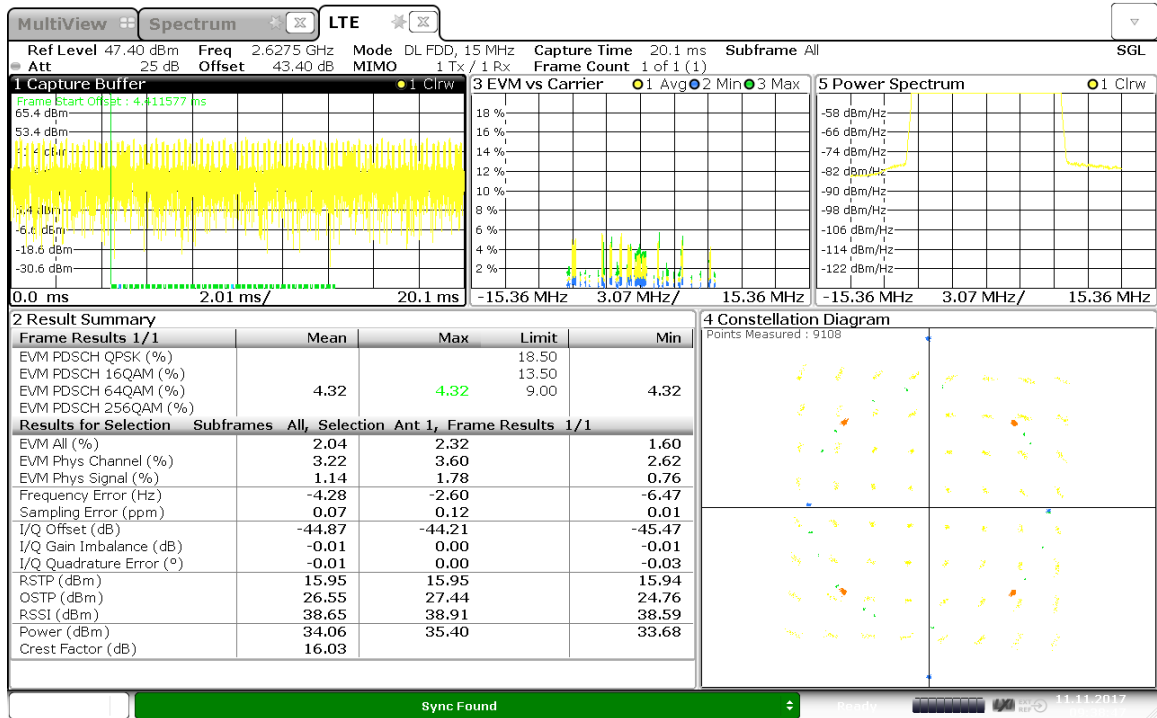 MultiView Spectrum LTE
Ref Level 47.40 dBm Freq 2.6275 GHz Mode DL FDD, 15 MHz Capture Time 20.1 ms Subframe All SGL
Att 25 dB Offset 43.40 dB MIMO 1 Tx / 1 Rx Frame Count 1 of 1 (1)
1 Capture Buffer 1 Clrw
Frame Start Offset : 4.411577 ms
65.4 dBm
53.4 dBm
-6.6 dBm
-18.6 dBm
-30.6 dBm
0.0 ms 2.01 ms/ 20.1 ms
3 EVM vs Carrier 1 Avg 2 Min 3 Max
18 %
16 %
14 %
12 %
10 %
8 %
6 %
4 %
2 %
-15.36 MHz 3.07 MHz/ 15.36 MHz
5 Power Spectrum 1 Clrw
-58 dBm/Hz
-66 dBm/Hz
-74 dBm/Hz
-82 dBm/Hz
-90 dBm/Hz
-98 dBm/Hz
-106 dBm/Hz
-114 dBm/Hz
-122 dBm/Hz
-15.36 MHz 3.07 MHz/ 15.36 MHz
2 Result Summary
Frame Results 1/1 Mean Max Limit Min
EVM PDSCH QPSK (%) 18.50
EVM PDSCH 16QAM (%) 13.50
EVM PDSCH 64QAM (%) 4.32 4.32 9.00 4.32
EVM PDSCH 256QAM (%)
Results for Selection Subframes All, Selection Ant 1, Frame Results 1/1
EVM All (%) 2.04 2.32 1.60
EVM Phys Channel (%) 3.22 3.60 2.62
EVM Phys Signal (%) 1.14 1.78 0.76
Frequency Error (Hz) -4.28 -2.60 -6.47
Sampling Error (ppm) 0.07 0.12 0.01
I/Q Offset (dB) -44.87 -44.21 -45.47
I/Q Gain Imbalance (dB) -0.01 0.00 -0.01
I/Q Quadrature Error (°) -0.01 0.00 -0.03
RSTP (dBm) 15.95 15.95 15.94
OSTP (dBm) 26.55 27.44 24.76
RSSI (dBm) 38.65 38.91 38.59
Power (dBm) 34.06 35.40 33.68
Crest Factor (dB) 16.03
4 Constellation Diagram
Points Measured : 9108
Sync Found
Ready
11.11.2017